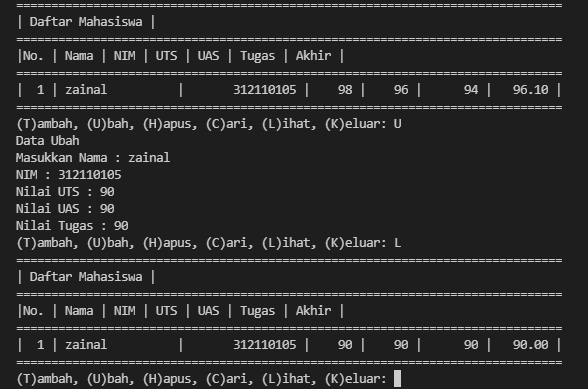 ==============================================================================
| Daftar Mahasiswa |
==============================================================================
|No. | Nama | NIM | UTS | UAS | Tugas | Akhir |
==============================================================================
|  1 | zainal          |       312110105 |    98 |    96 |      94 |   96.10 |
==============================================================================
(T)ambah, (U)bah, (H)apus, (C)ari, (L)ihat, (K)eluar: U
Data Ubah
Masukkan Nama : zainal
NIM : 312110105
Nilai UTS : 90
Nilai UAS : 90
Nilai Tugas : 90
(T)ambah, (U)bah, (H)apus, (C)ari, (L)ihat, (K)eluar: L
==============================================================================
| Daftar Mahasiswa |
==============================================================================
|No. | Nama | NIM | UTS | UAS | Tugas | Akhir |
==============================================================================
|  1 | zainal          |       312110105 |    90 |    90 |      90 |   90.00 |
==============================================================================
(T)ambah, (U)bah, (H)apus, (C)ari, (L)ihat, (K)eluar: